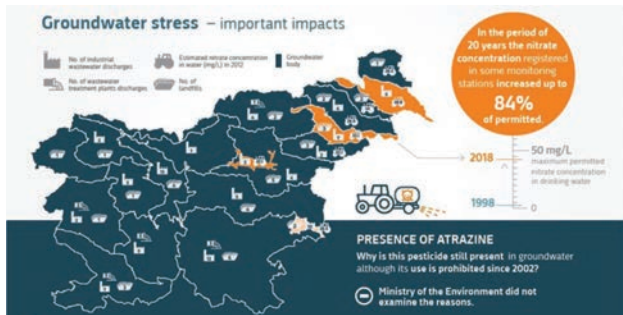 Groundwater stress – important impacts
No. of industrial
wastewater discharges
Estimated nitrate concentration
in water (mg/L) in 2012
Groundwater
body
No. of wastewater
treatment plants discharges
No. of
landfills
In the period of
20 years the nitrate
concentration registered
in some monitoring
stations increased up to
84%
of permitted.
50 mg/L
maximum permitted
nitrate concentration
in drinking water
2018
1998
0
PRESENCE OF ATRAZINE
Why is this pesticide still present in groundwater
although its use is prohibited since 2002?
Ministry of the Environment did not
examine the reasons.